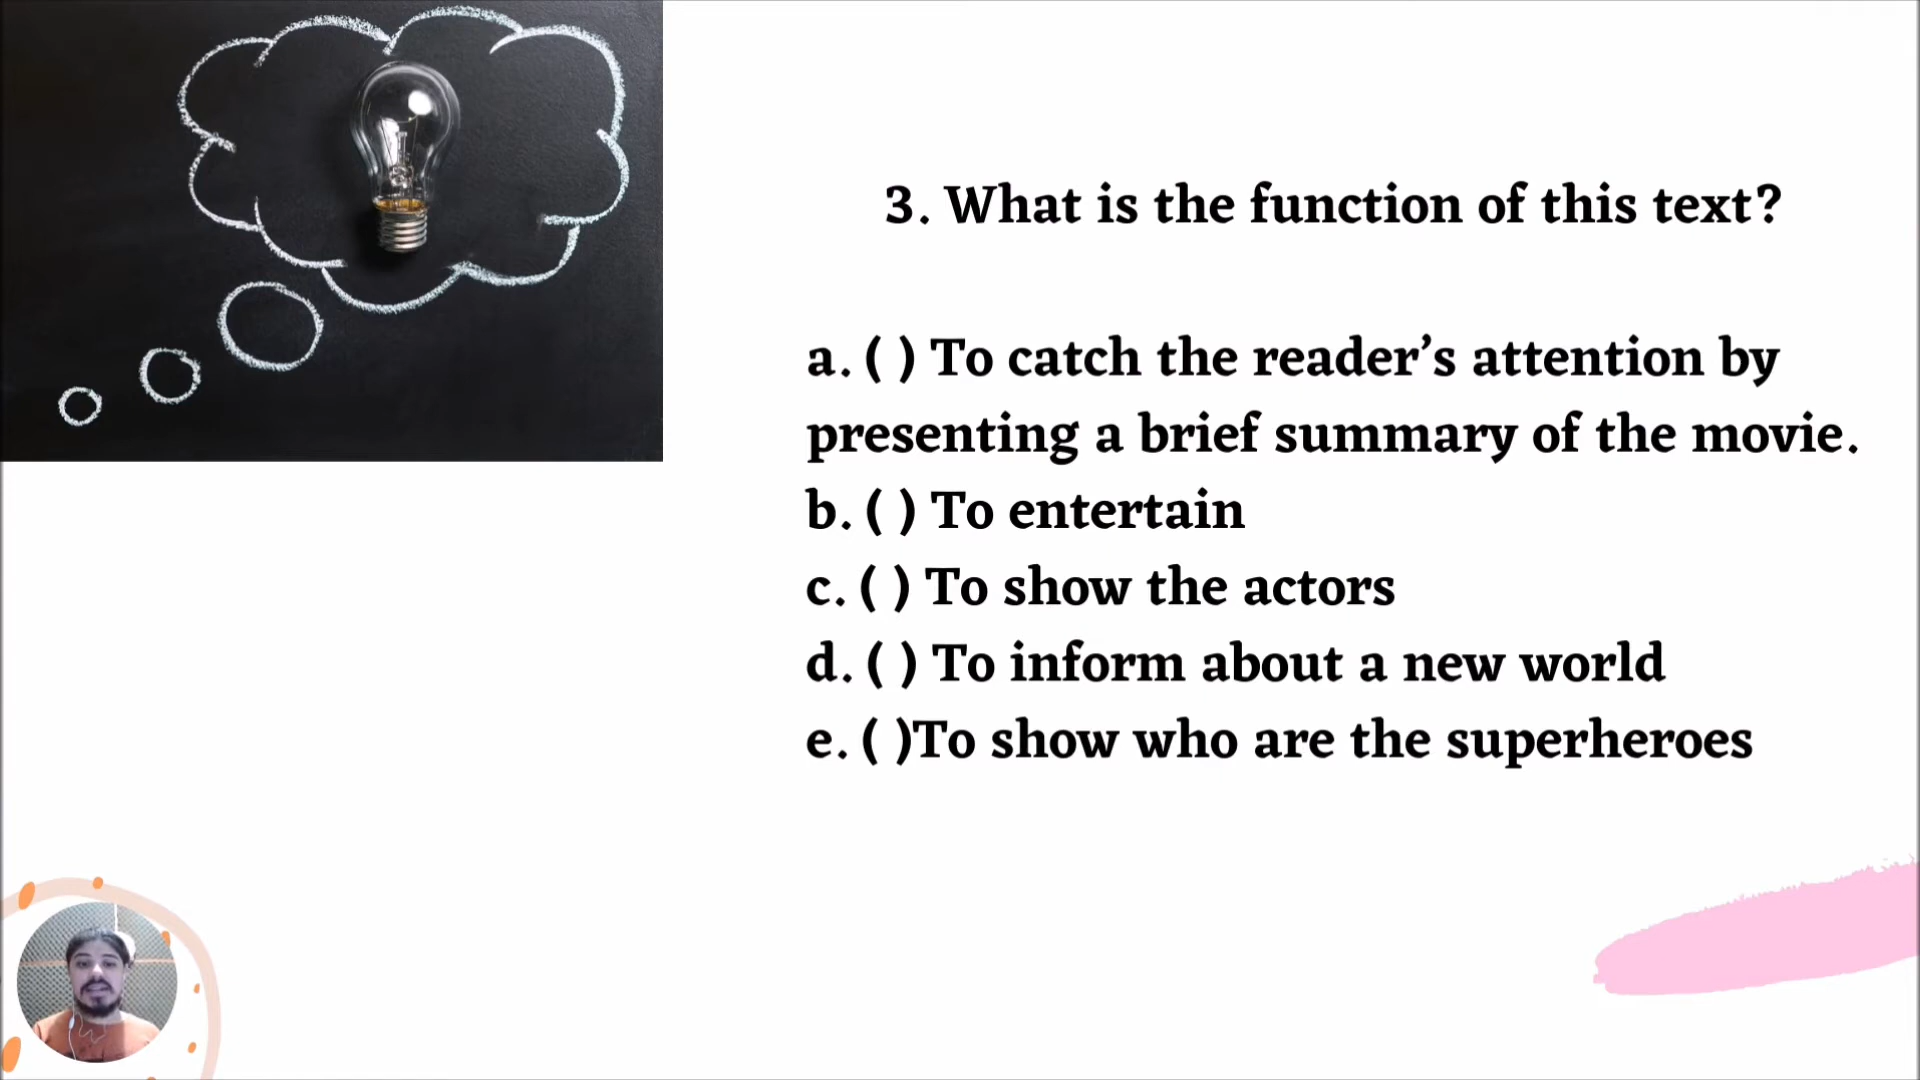 3. What is the function of this text?
a. ( ) To catch the reader’s attention by
presenting a brief summary of the movie.
b. ( ) To entertain
c. ( ) To show the actors
d. ( ) To inform about a new world
e. ( )To show who are the superheroes